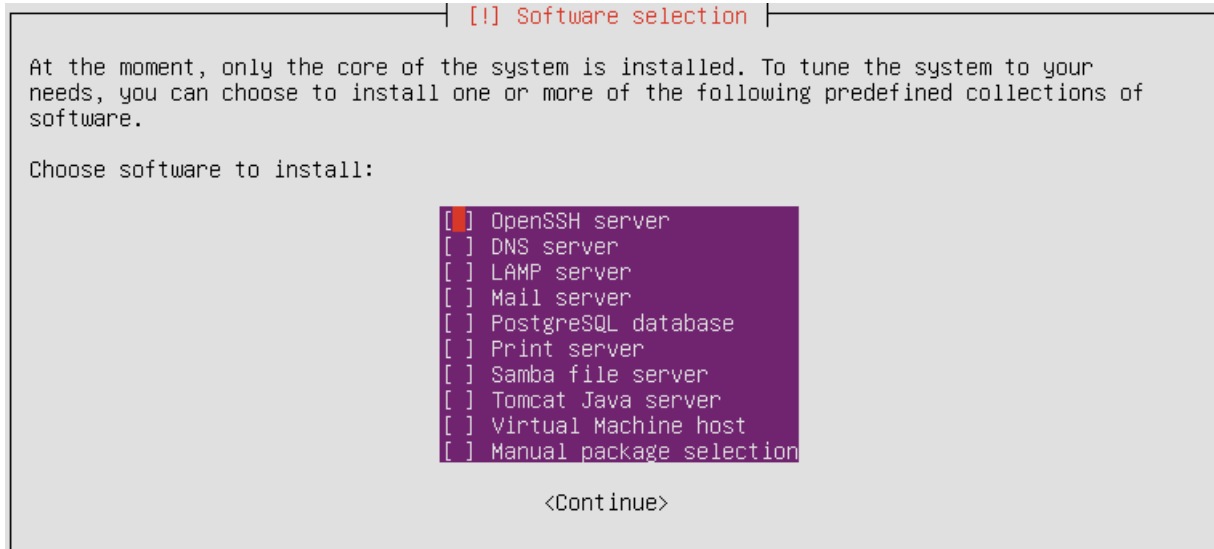 [!] Software selection
At the moment, only the core of the system is installed. To tune the system to your
needs, you can choose to install one or more of the following predefined collections of
software.
Choose software to install:
[ ] OpenSSH server
[ ] DNS server
[ ] LAMP server
[ ] Mail server
[ ] PostgreSQL database
[ ] Print server
[ ] Samba file server
[ ] Tomcat Java server
[ ] Virtual Machine host
[ ] Manual package selection
<Continue>